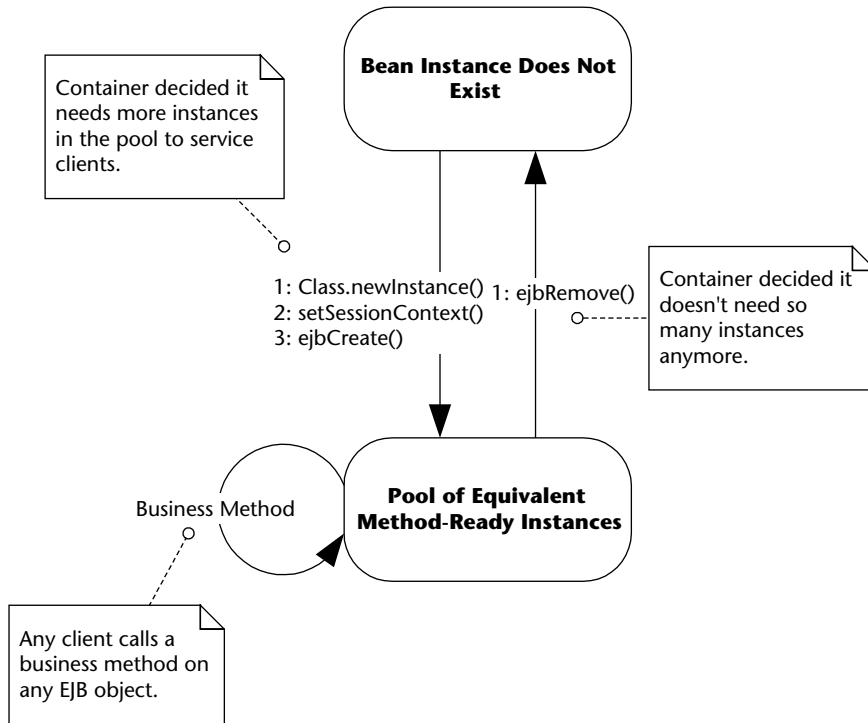 Bean Instance Does Not
Exist
Container decided it
needs more instances
in the pool to service
clients.
1: Class.newInstance()
2: setSessionContext()
3: ejbCreate()
1: ejbRemove()
Container decided it
doesn't need so
many instances
anymore.
Pool of Equivalent
Method-Ready Instances
Business Method
Any client calls a
business method on
any EJB object.